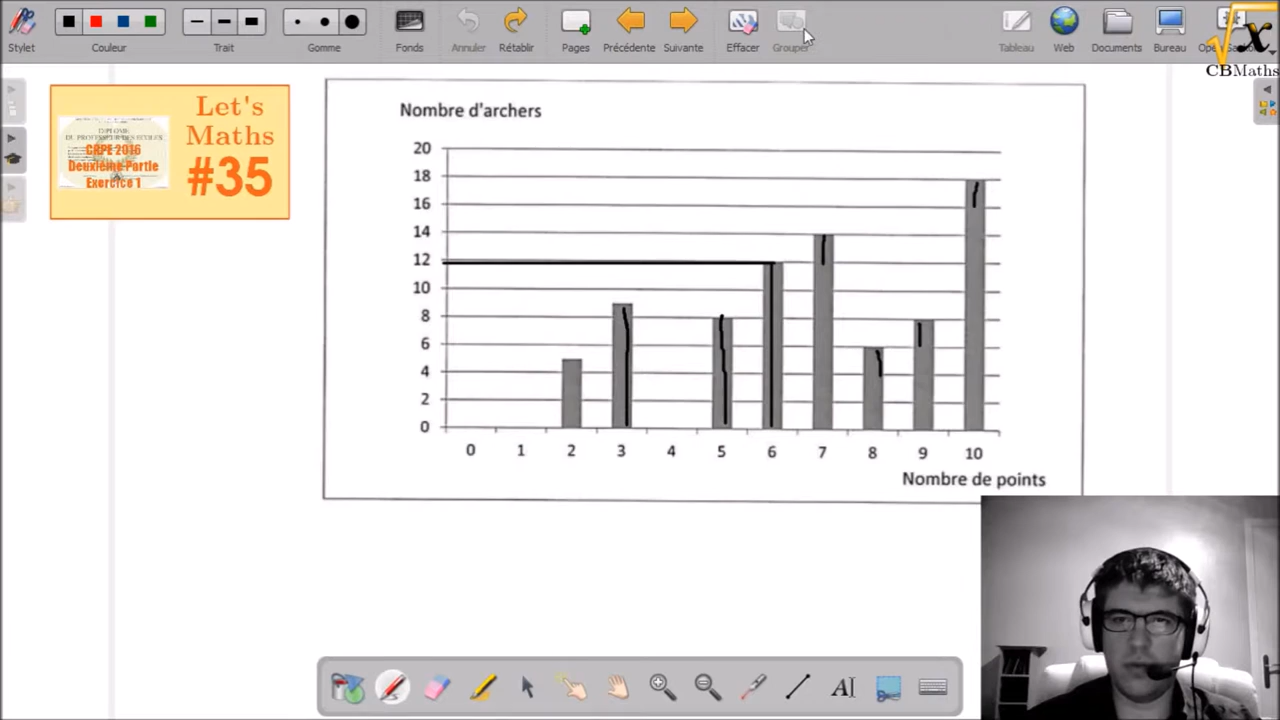 Stylet
Couleur
Trait
Gomme
Fonds
Annuler
Rétablir
Pages
Précédente
Suivante
Effacer
Grouper
Tableau
Web
Documents
Bureau
CBMaths
Let's
Maths
#35
CRPE 2016
Deuxième Partie
Exercice 1
Nombre d'archers
20
18
16
14
12
10
8
6
4
2
0
0 1 2 3 4 5 6 7 8 9 10
Nombre de points
AI